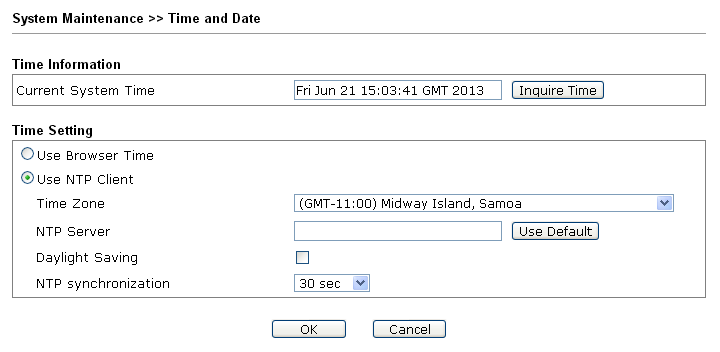 System Maintenance >> Time and Date
Time Information
Current System Time Fri Jun 21 15:03:41 GMT 2013 Inquire Time
Time Setting
Use Browser Time
Use NTP Client
Time Zone (GMT-11:00) Midway Island, Samoa
NTP Server Use Default
Daylight Saving
NTP synchronization 30 sec
OK Cancel